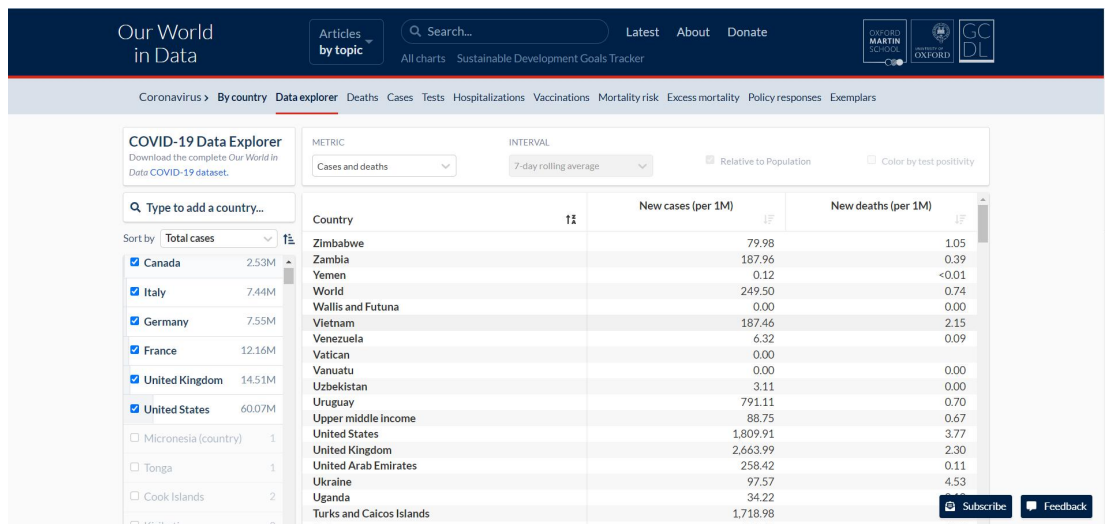 Our World
in Data
Articles
by topic
Search...
Latest About Donate
All charts Sustainable Development Goals Tracker
OXFORD
MARTIN
SCHOOL
UNIVERSITY OF
OXFORD
GC
DL
Coronavirus › By country Data explorer Deaths Cases Tests Hospitalizations Vaccinations Mortality risk Excess mortality Policy responses Exemplars
COVID-19 Data Explorer
Download the complete Our World in
Data COVID-19 dataset.
METRIC
Cases and deaths
INTERVAL
7-day rolling average
Relative to Population
Color by test positivity
Type to add a country...
Sort by Total cases
Canada 2.53M
Italy 7.44M
Germany 7.55M
France 12.16M
United Kingdom 14.51M
United States 60.07M
Micronesia (country) 1
Tonga 1
Cook Islands 2
Country New cases (per 1M) New deaths (per 1M)
Zimbabwe 79.98 1.05
Zambia 187.96 0.39
Yemen 0.12 <0.01
World 249.50 0.74
Wallis and Futuna 0.00 0.00
Vietnam 187.46 2.15
Venezuela 6.32 0.09
Vatican 0.00
Vanuatu 0.00 0.00
Uzbekistan 3.11 0.00
Uruguay 791.11 0.70
Upper middle income 88.75 0.67
United States 1,809.91 3.77
United Kingdom 2,663.99 2.30
United Arab Emirates 258.42 0.11
Ukraine 97.57 4.53
Uganda 34.22
Turks and Caicos Islands 1,718.98
Subscribe
Feedback